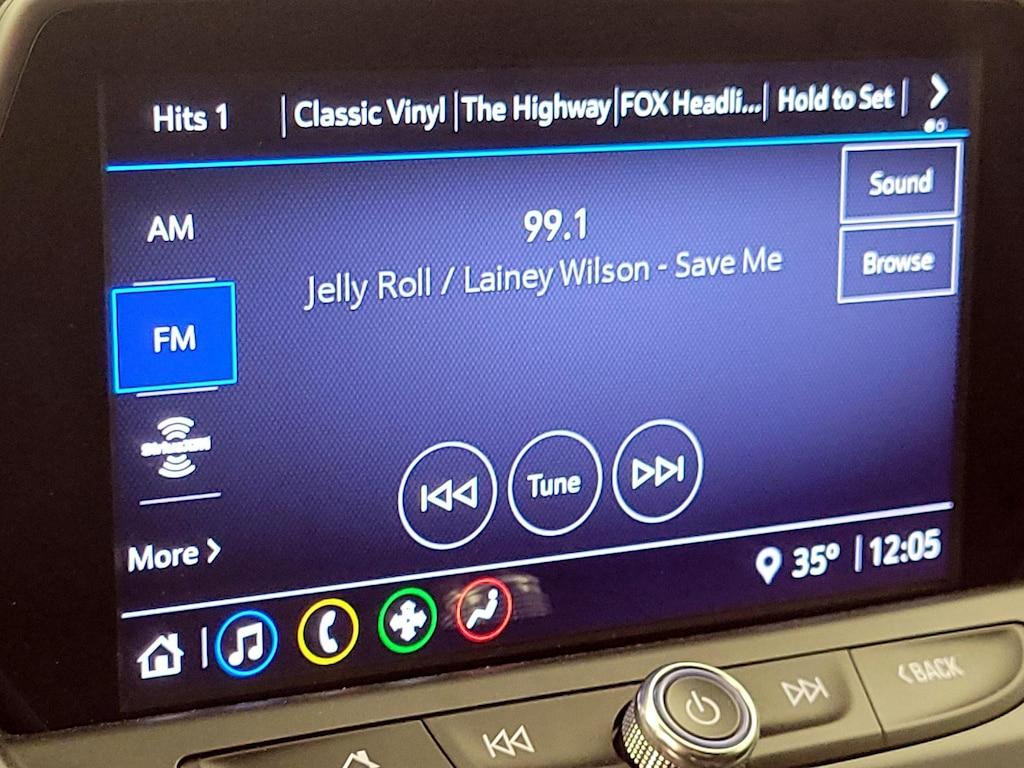 Hits 1 | Classic Vinyl | The Highway | FOX Headli... | Hold to Set |
Sound
AM
99.1
Jelly Roll / Lainey Wilson - Save Me
Browse
FM
SIRIUSXM
Tune
More
35° | 12:05
BACK